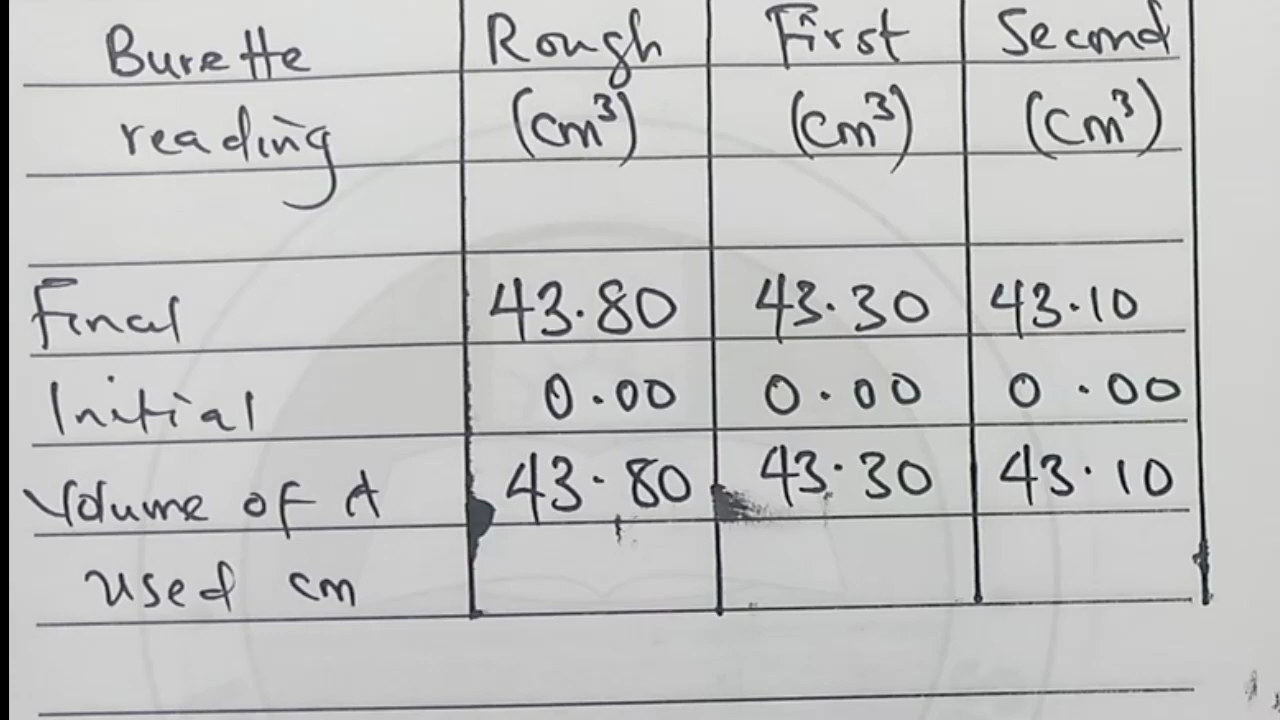 Burette Rough First Second
reading (cm³) (cm³) (cm³)
Final 43.80 43.30 43.10
Initial 0.00 0.00 0.00
Volume of A 43.80 43.30 43.10
used cm